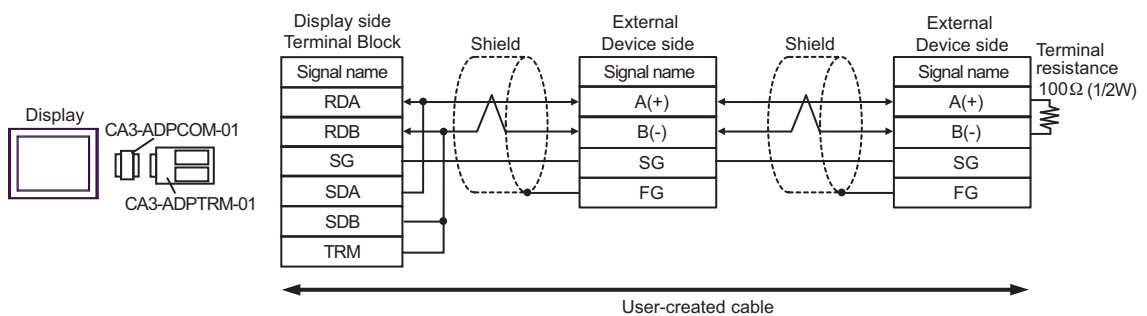 Display
CA3-ADPCOM-01
CA3-ADPTRM-01
Display side
Terminal Block
Signal name
RDA
RDB
SG
SDA
SDB
TRM
Shield
External
Device side
Signal name
A(+)
B(-)
SG
FG
Shield
External
Device side
Signal name
A(+)
B(-)
SG
FG
Terminal
resistance
100Ω (1/2W)
User-created cable